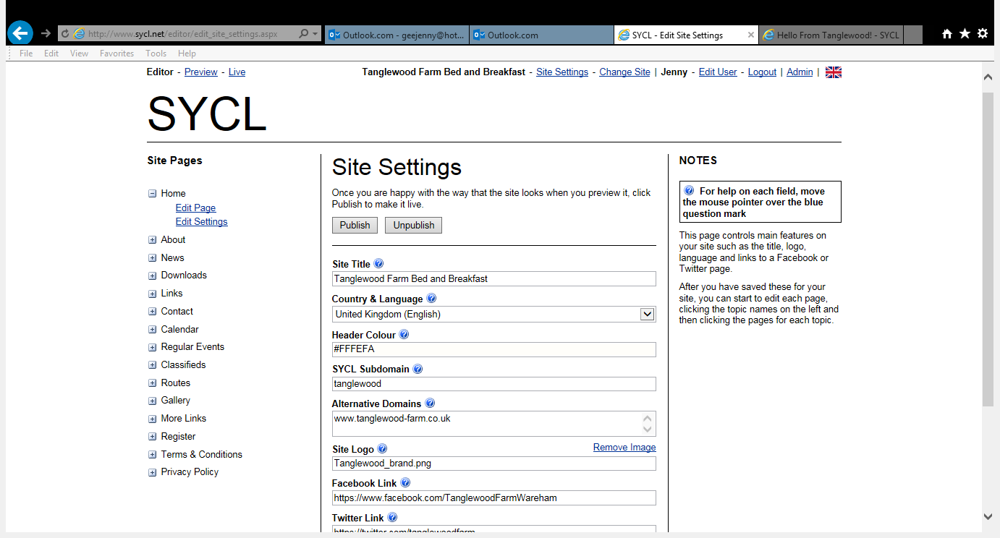 http://www.sycl.net/editor/edit_site_settings.aspx
Outlook.com - geejenny@hot...
Outlook.com
SYCL - Edit Site Settings
Hello From Tanglewood! - SYCL
File Edit View Favorites Tools Help
Editor - Preview - Live
Tanglewood Farm Bed and Breakfast - Site Settings - Change Site | Jenny - Edit User - Logout | Admin |
SYCL
Site Pages
Home
Edit Page
Edit Settings
About
News
Downloads
Links
Contact
Calendar
Regular Events
Classifieds
Routes
Gallery
More Links
Register
Terms & Conditions
Privacy Policy
Site Settings
Once you are happy with the way that the site looks when you preview it, click
Publish to make it live.
Publish Unpublish
Site Title
Tanglewood Farm Bed and Breakfast
Country & Language
United Kingdom (English)
Header Colour
#FFFEFA
SYCL Subdomain
tanglewood
Alternative Domains
www.tanglewood-farm.co.uk
Site Logo Remove Image
Tanglewood_brand.png
Facebook Link
https://www.facebook.com/TanglewoodFarmWareham
Twitter Link
https://twitter.com/tanglewoodfarm
NOTES
For help on each field, move
the mouse pointer over the blue
question mark
This page controls main features on
your site such as the title, logo,
language and links to a Facebook or
Twitter page.
After you have saved these for your
site, you can start to edit each page,
clicking the topic names on the left and
then clicking the pages for each topic.